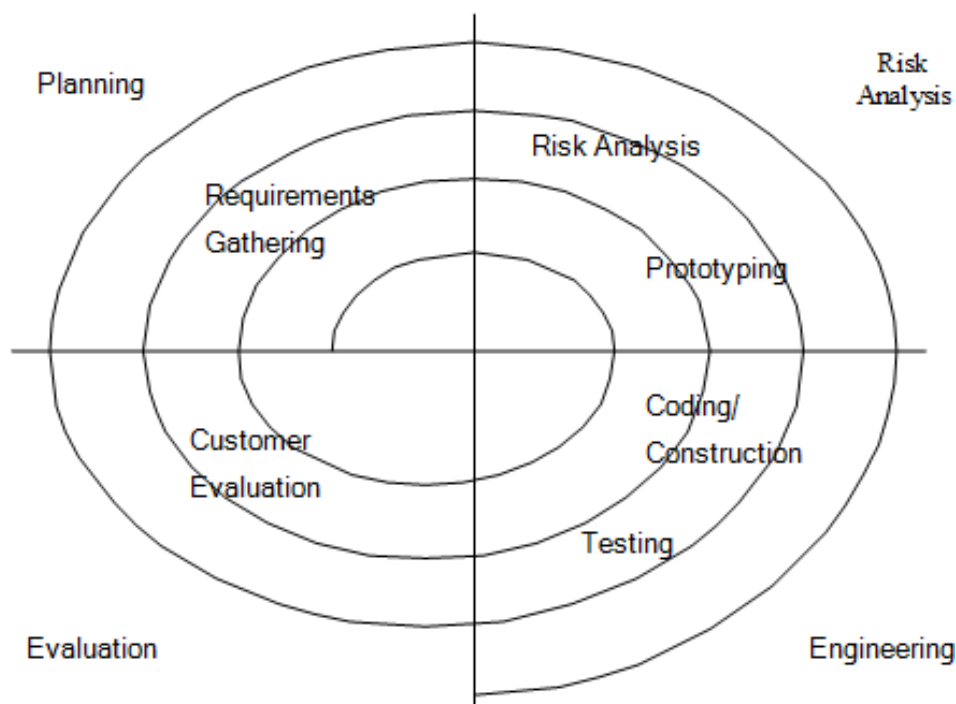 Planning
Risk
Analysis
Risk Analysis
Requirements
Gathering
Prototyping
Coding/
Construction
Customer
Evaluation
Testing
Evaluation
Engineering